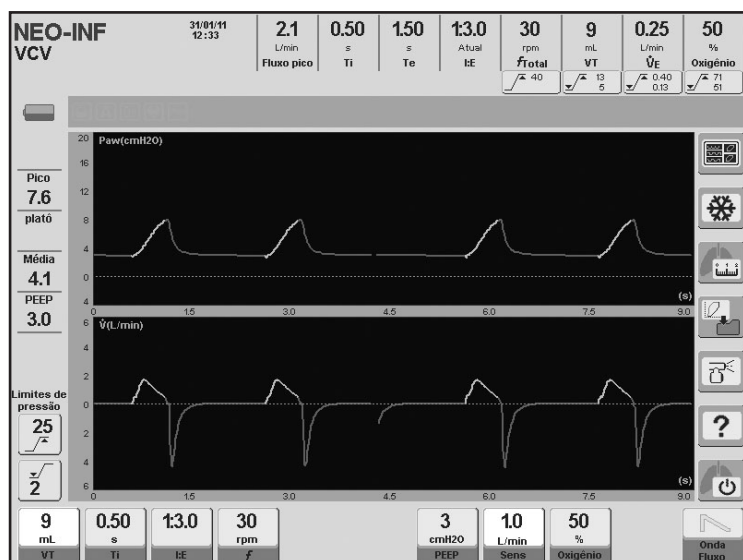 NEO-INF
VCV
31/01/11
12:33
2.1
L/min
Fluxo pico
0.50
s
Ti
1.50
s
Te
1:3.0
Atual
I:E
30
rpm
fTotal
40
9
mL
VT
13
5
0.25
L/min
V̇E
0.40
0.13
50
%
Oxigênio
71
51
Pico
7.6
platô
Média
4.1
PEEP
3.0
Limites de
pressão
25
2
Paw(cmH2O)
20
16
12
8
4
0
4
(s)
0 1.5 3.0 4.5 6.0 7.5 9.0
V̇(L/min)
6
4
2
0
2
4
6
(s)
0 1.5 3.0 4.5 6.0 7.5 9.0
0 1 2
?
9
mL
VT
0.50
s
Ti
1:3.0
I:E
30
rpm
f
3
cmH2O
PEEP
1.0
L/min
Sens
50
%
Oxigênio
Onda
Fluxo